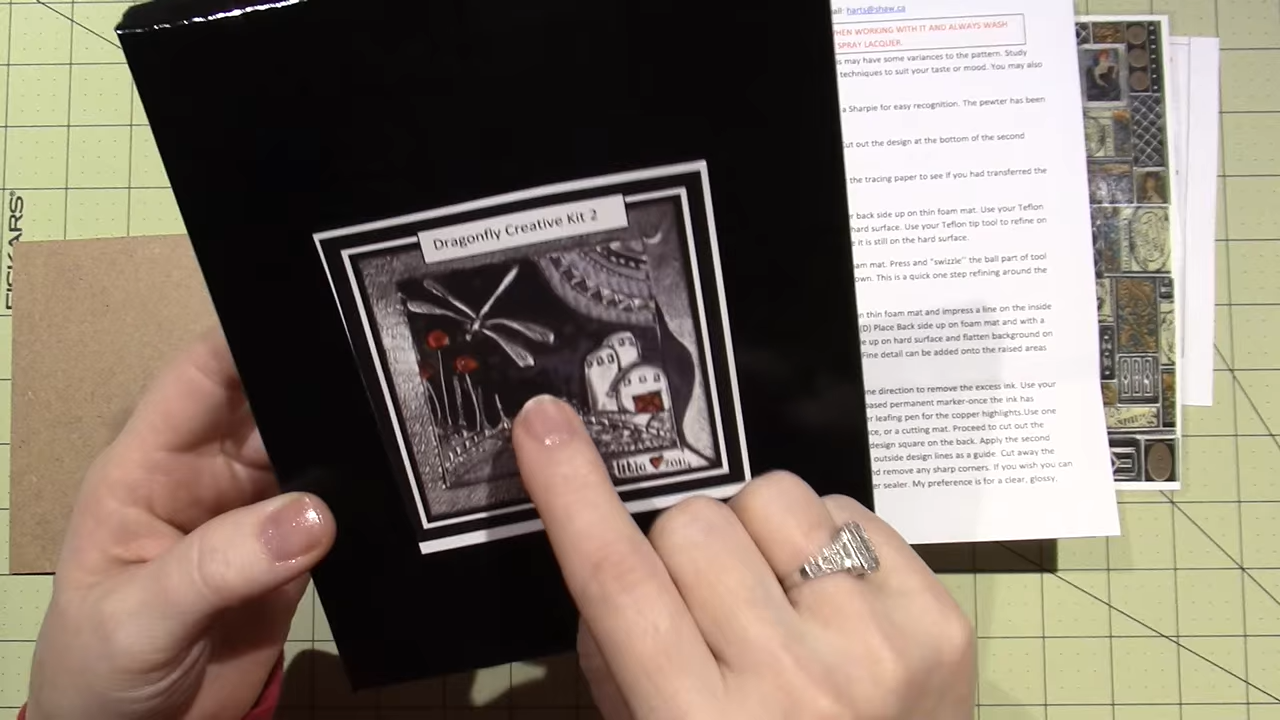 FISKARS
Dragonfly Creative Kit 2
harts@shaw.ca
WHEN WORKING WITH IT AND ALWAYS WASH
SPRAY LACQUER.
may have some variances to the pattern. Study
techniques to suit your taste or mood. You may also
a Sharpie for easy recognition. The pewter has been
Cut out the design at the bottom of the second
the tracing paper to see if you had transferred the
back side up on thin foam mat. Use your Teflon
hard surface. Use your Teflon tip tool to refine on
it is still on the hard surface.
mat. Press and "swizzle" the ball part of tool
This is a quick one step refining around the
thin foam mat and impress a line on the inside
(D) Place Back side up on foam mat and with a
up on hard surface and flatten background on
Fine detail can be added onto the raised areas
direction to remove the excess ink. Use your
permanent marker-once the ink has
leafing pen for the copper highlights.Use one
or a cutting mat. Proceed to cut out the
design square on the back. Apply the second
outside design lines as a guide. Cut away the
remove any sharp corners. If you wish you can
sealer. My preference is for a clear, glossy,